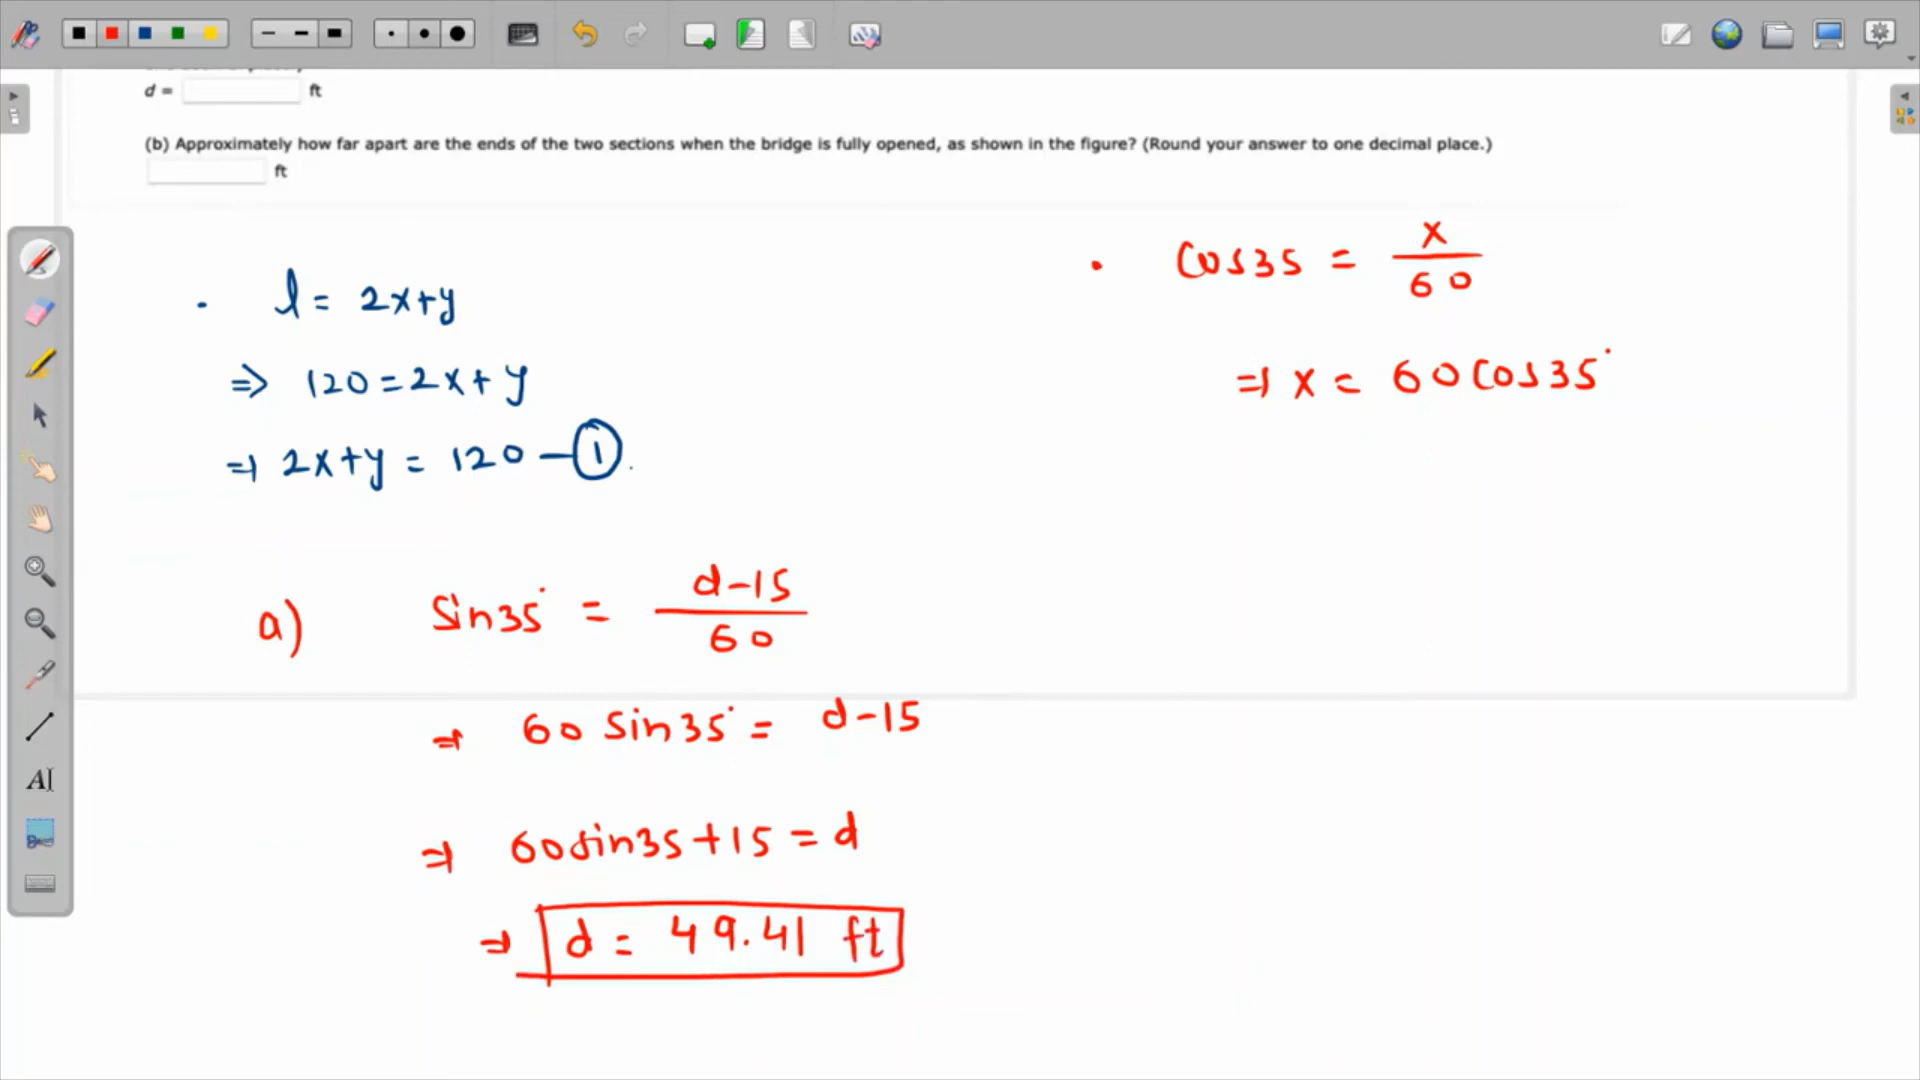 d = ft
(b) Approximately how far apart are the ends of the two sections when the bridge is fully opened, as shown in the figure? (Round your answer to one decimal place.)
ft
. l = 2x+y
⇒ 120 = 2x+y
⇒ 2x+y = 120 — ①.
a) Sin35° = d-15 / 60
⇒ 60 Sin35° = d-15
⇒ 60sin35+15 = d
⇒ d = 49.41 ft
• Cos35 = x / 60
⇒ x = 60Cos35°
AI